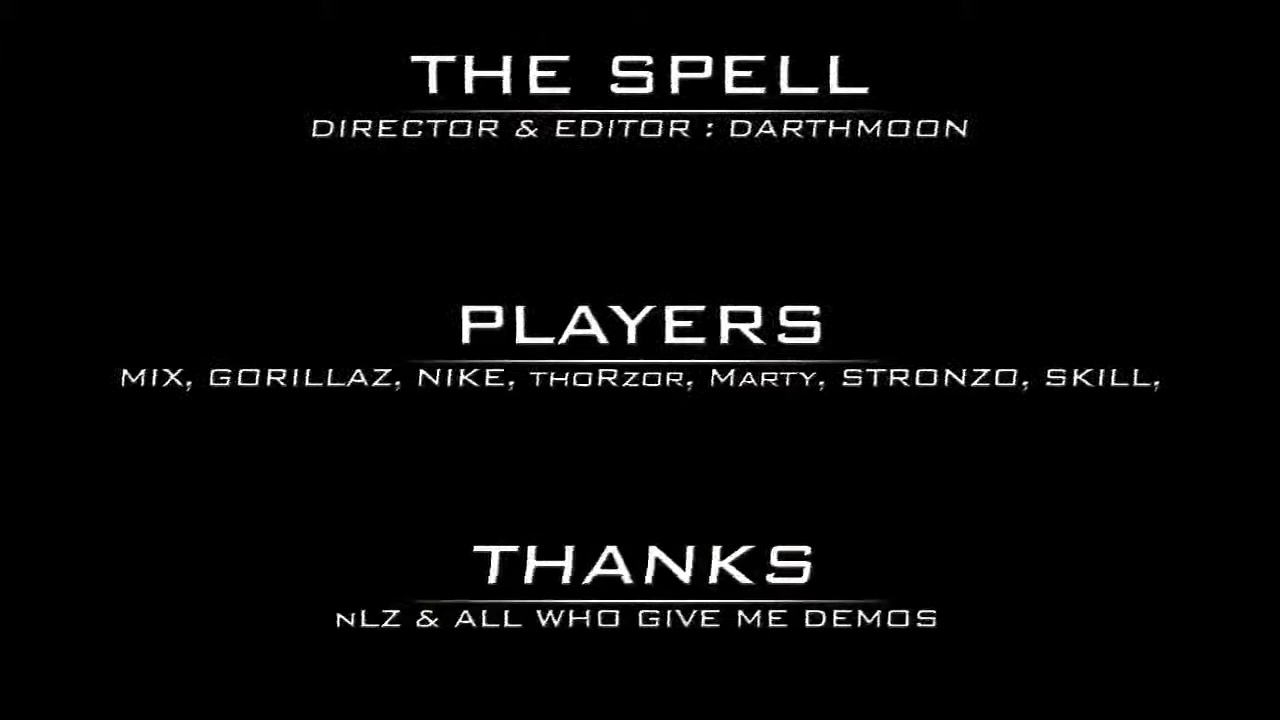 THE SPELL
DIRECTOR & EDITOR : DARTHMOON
PLAYERS
MIX, GORILLAZ, NIKE, THORZOR, MARTY, STRONZO, SKILL,
THANKS
nLZ & ALL WHO GIVE ME DEMOS